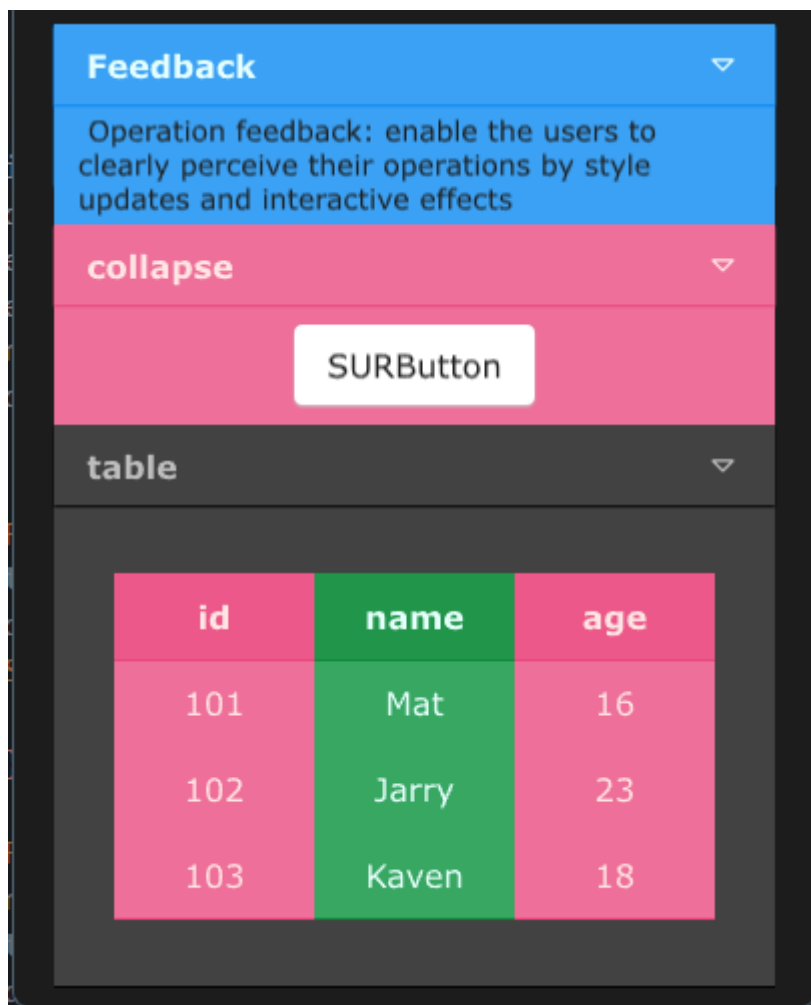 Feedback
Operation feedback: enable the users to
clearly perceive their operations by style
updates and interactive effects
collapse
SURButton
table
id name age
101 Mat 16
102 Jarry 23
103 Kaven 18